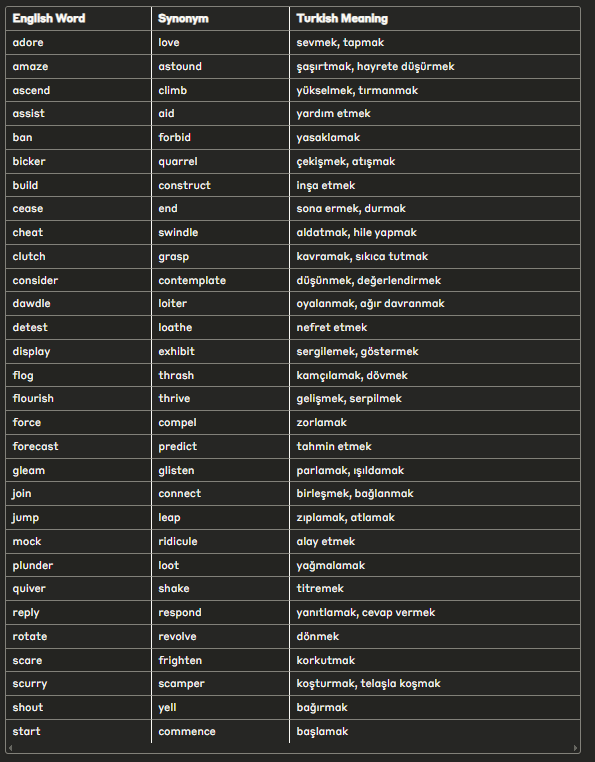 English Word Synonym Turkish Meaning
adore love sevmek, tapmak
amaze astound şaşırtmak, hayrete düşürmek
ascend climb yükselmek, tırmanmak
assist aid yardım etmek
ban forbid yasaklamak
bicker quarrel çekişmek, atışmak
build construct inşa etmek
cease end sona ermek, durmak
cheat swindle aldatmak, hile yapmak
clutch grasp kavramak, sıkıca tutmak
consider contemplate düşünmek, değerlendirmek
dawdle loiter oyalanmak, ağır davranmak
detest loathe nefret etmek
display exhibit sergilemek, göstermek
flog thrash kamçılamak, dövmek
flourish thrive gelişmek, serpilmek
force compel zorlamak
forecast predict tahmin etmek
gleam glisten parlamak, ışıldamak
join connect birleşmek, bağlanmak
jump leap zıplamak, atlamak
mock ridicule alay etmek
plunder loot yağmalamak
quiver shake titremek
reply respond yanıtlamak, cevap vermek
rotate revolve dönmek
scare frighten korkutmak
scurry scamper koşturmak, telaşla koşmak
shout yell bağırmak
start commence başlamak